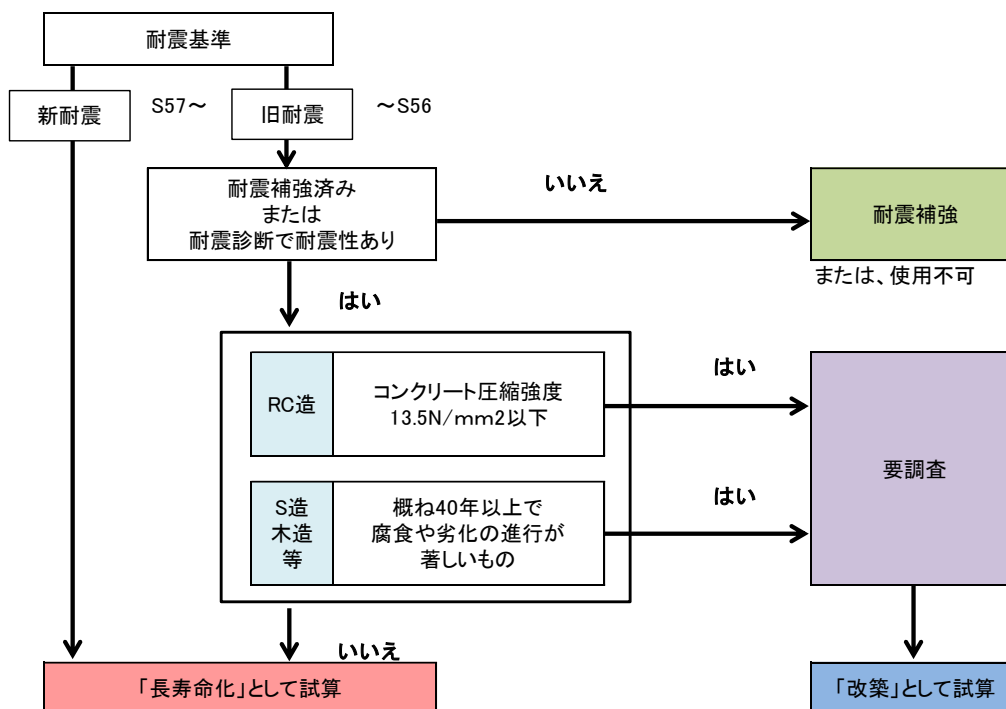 耐震基準
新耐震
S57～
旧耐震
～S56
耐震補強済み
または
耐震診断で耐震性あり
いいえ
耐震補強
または、使用不可
はい
RC造
コンクリート圧縮強度
13.5N/mm2以下
はい
要調査
S造
木造
等
概ね40年以上で
腐食や劣化の進行が
著しいもの
はい
いいえ
「長寿命化」として試算
「改築」として試算